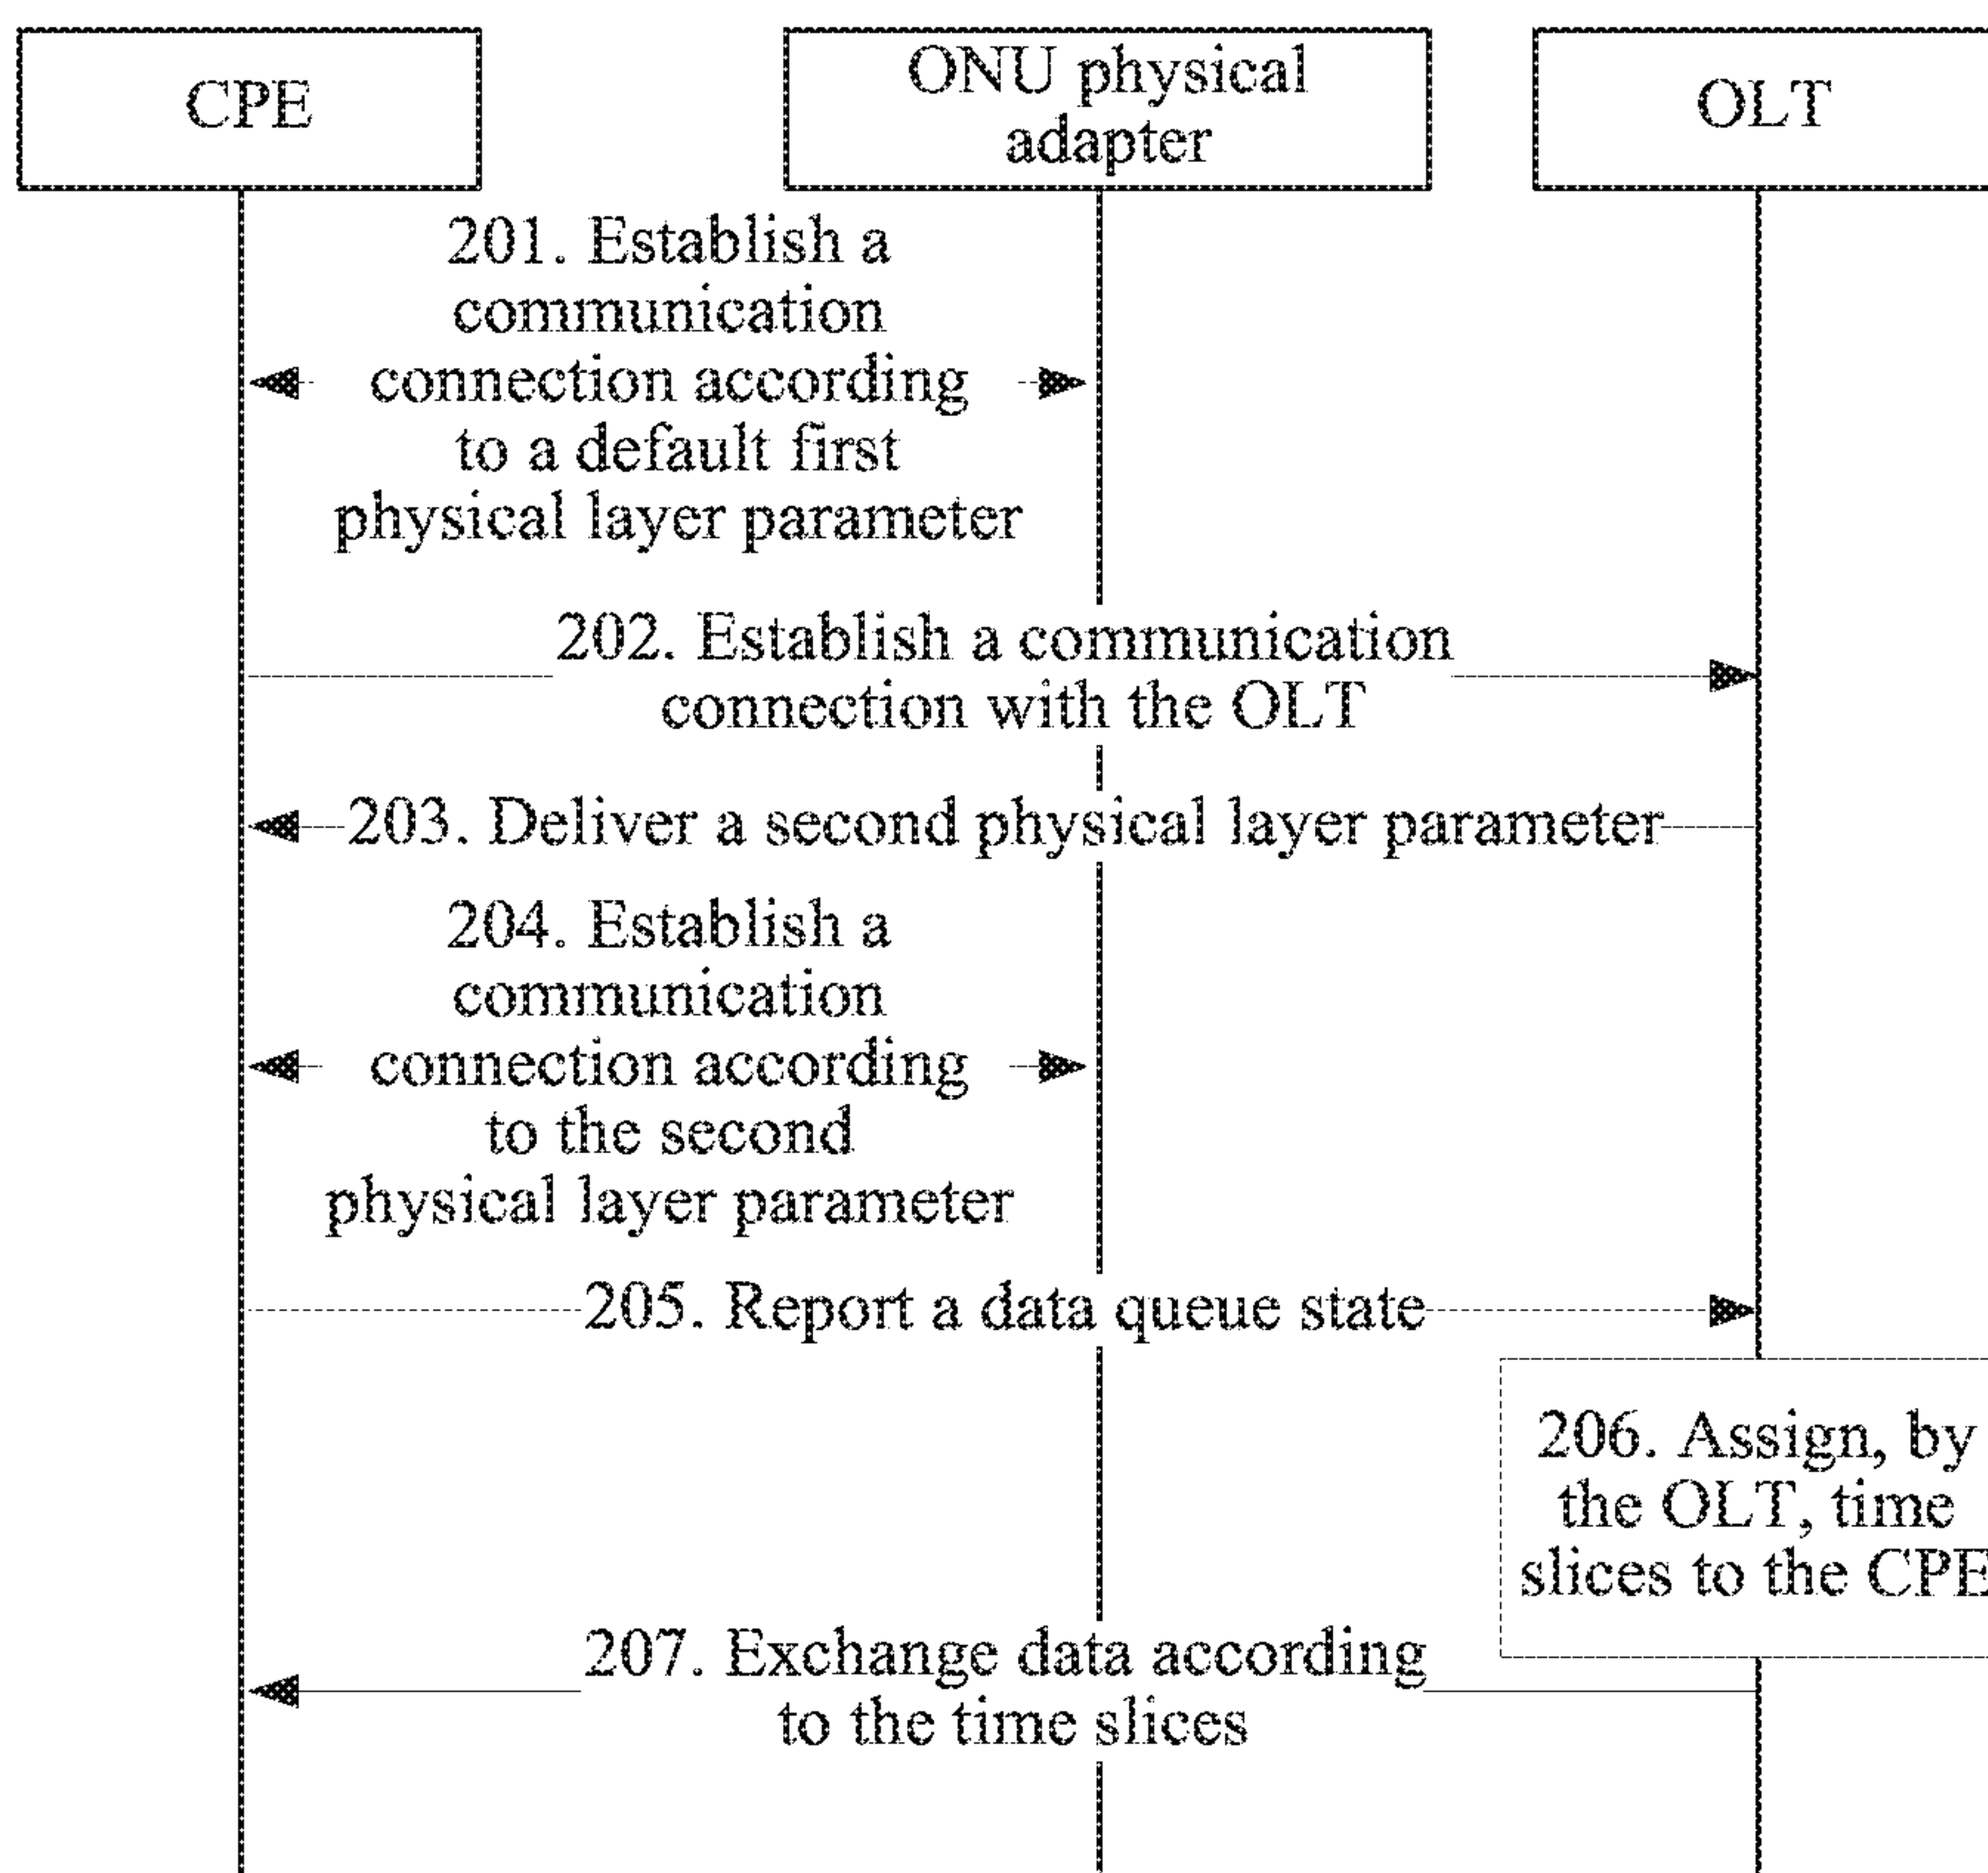 CPE
ONU physical
adapter
OLT
201. Establish a
communication
connection according
to a default first
physical layer parameter
202. Establish a communication
connection with the OLT
203. Deliver a second physical layer parameter
204. Establish a
communication
connection according
to the second
physical layer parameter
205. Report a data queue state
206. Assign, by
the OLT, time
slices to the CPE
207. Exchange data according
to the time slices